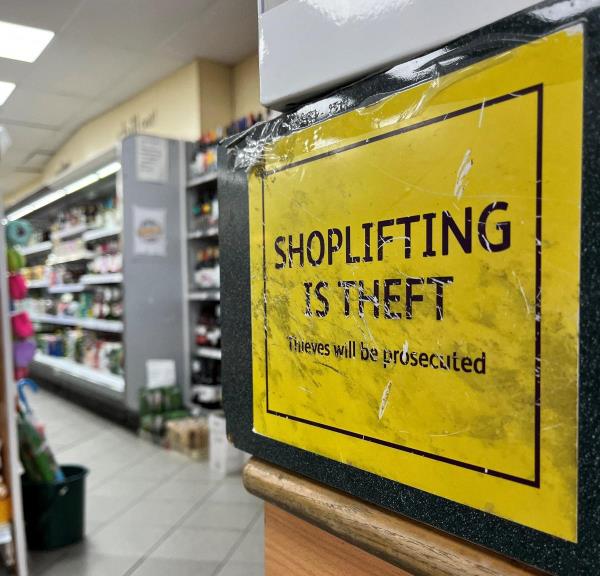 SHOPLIFTING
IS THEFT
Thieves will be prosecuted